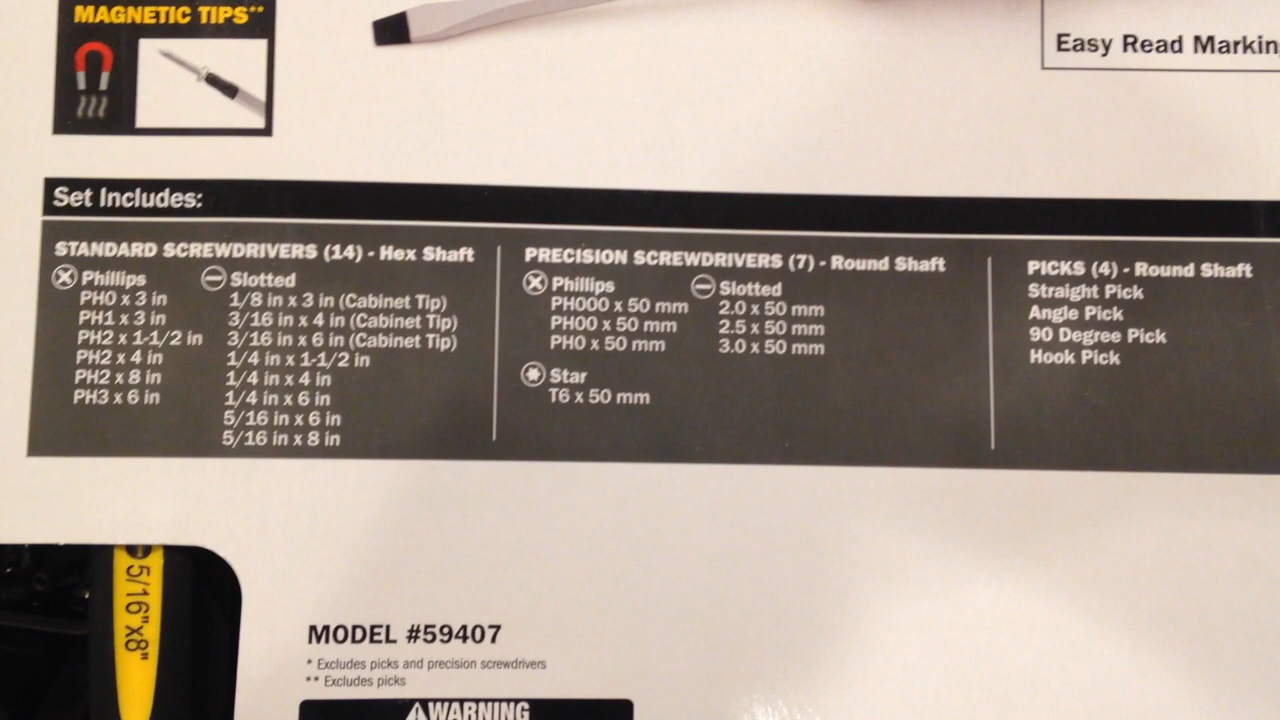 MAGNETIC TIPS**
Easy Read Markin
Set Includes:
STANDARD SCREWDRIVERS (14) - Hex Shaft
Phillips
PH0 x 3 in
PH1 x 3 in
PH2 x 1-1/2 in
PH2 x 4 in
PH2 x 8 in
PH3 x 6 in
Slotted
1/8 in x 3 in (Cabinet Tip)
3/16 in x 4 in (Cabinet Tip)
3/16 in x 6 in (Cabinet Tip)
1/4 in x 1-1/2 in
1/4 in x 4 in
1/4 in x 6 in
5/16 in x 6 in
5/16 in x 8 in
PRECISION SCREWDRIVERS (7) - Round Shaft
Phillips
PH000 x 50 mm
PH00 x 50 mm
PH0 x 50 mm
Star
T6 x 50 mm
Slotted
2.0 x 50 mm
2.5 x 50 mm
3.0 x 50 mm
PICKS (4) - Round Shaft
Straight Pick
Angle Pick
90 Degree Pick
Hook Pick
5/16"x8"
MODEL #59407
* Excludes picks and precision screwdrivers
** Excludes picks
WARNING